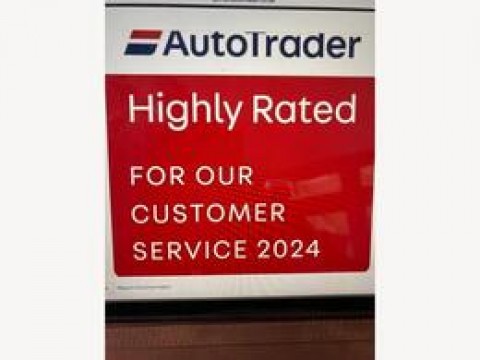 AutoTrader
Highly Rated
FOR OUR
CUSTOMER
SERVICE 2024